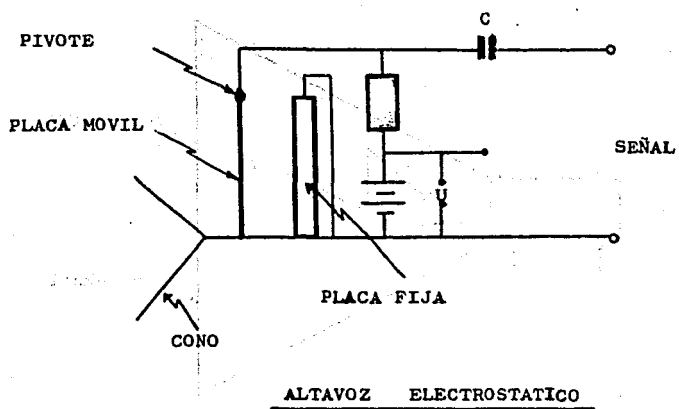 C
PIVOTE
PLACA MOVIL
SEÑAL
U
PLACA FIJA
CONO
ALTAVOZ ELECTROSTATICO